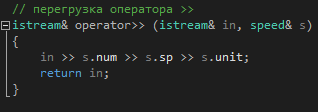 // перегрузка оператора >>
istream& operator>> (istream& in, speed& s)
{
in >> s.num >> s.sp >> s.unit;
return in;
}